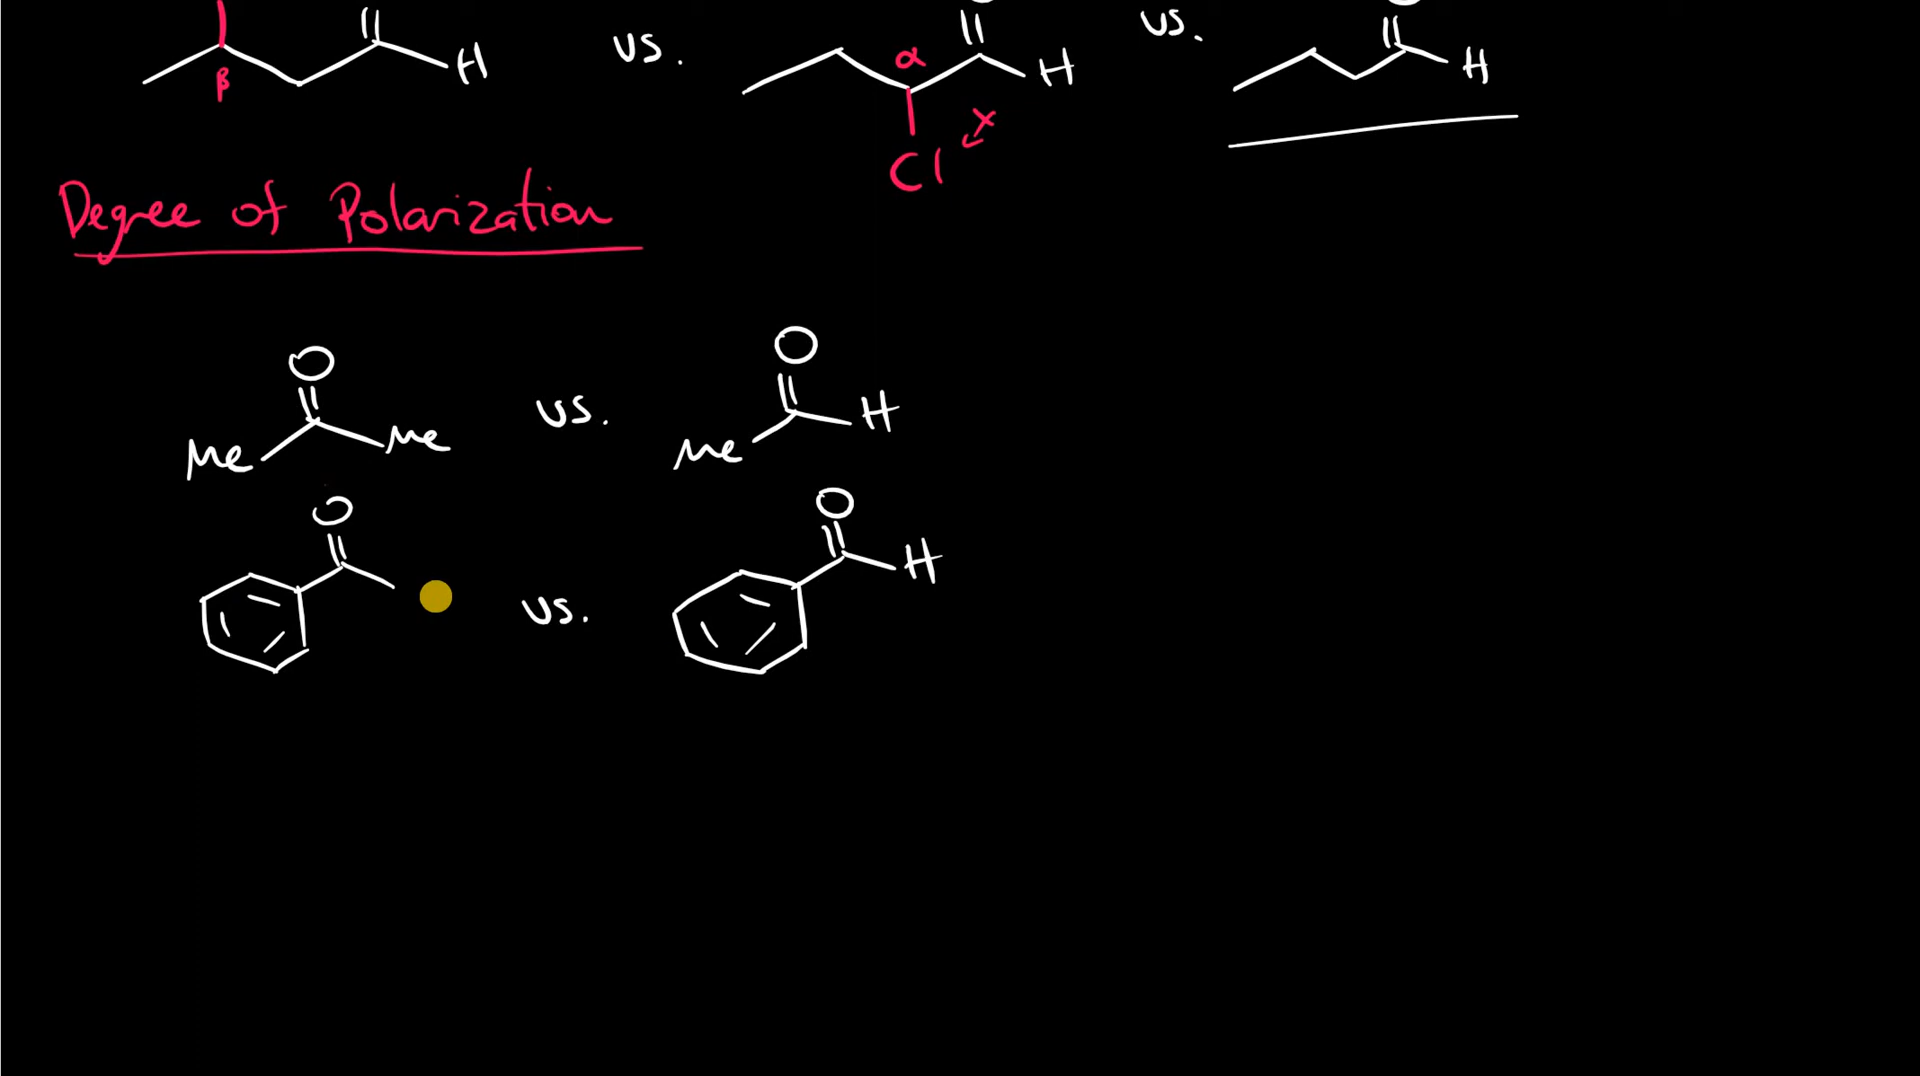 H vs. α H vs. H
β
Cl
Degree of Polarization
O O
Me Me vs. Me H
O O
vs. H